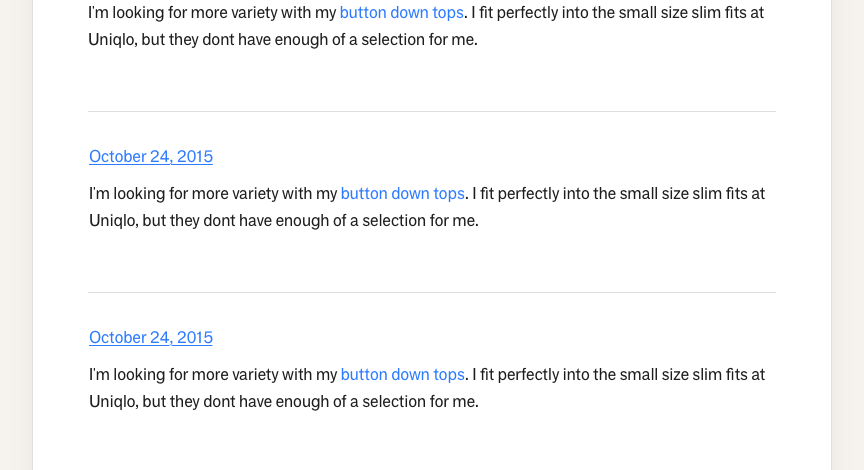 I'm looking for more variety with my button down tops. I fit perfectly into the small size slim fits at
Uniqlo, but they dont have enough of a selection for me.
October 24, 2015
I'm looking for more variety with my button down tops. I fit perfectly into the small size slim fits at
Uniqlo, but they dont have enough of a selection for me.
October 24, 2015
I'm looking for more variety with my button down tops. I fit perfectly into the small size slim fits at
Uniqlo, but they dont have enough of a selection for me.